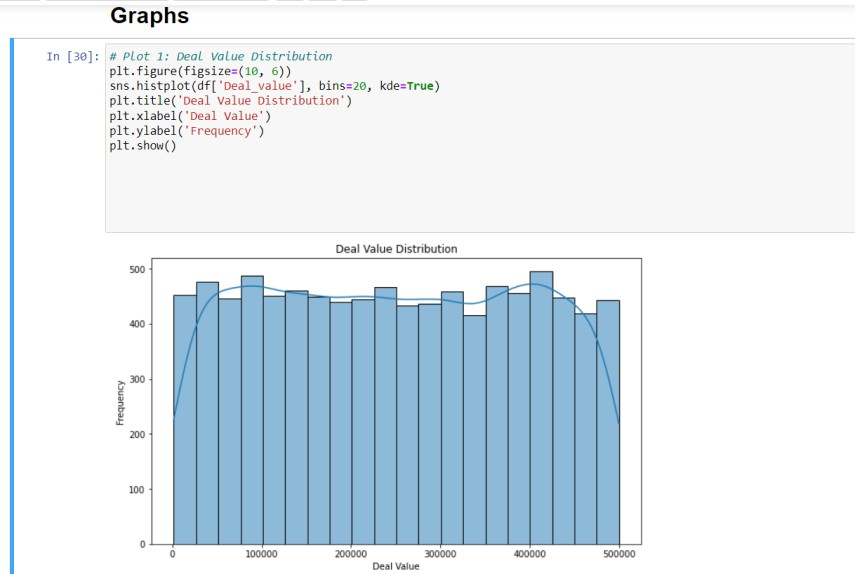 Graphs
In [30]: # Plot 1: Deal Value Distribution
plt.figure(figsize=(10, 6))
sns.histplot(df['Deal_value'], bins=20, kde=True)
plt.title('Deal Value Distribution')
plt.xlabel('Deal Value')
plt.ylabel('Frequency')
plt.show()
Deal Value Distribution
500
400
300
200
100
0
Frequency
0 100000 200000 300000 400000 500000
Deal Value